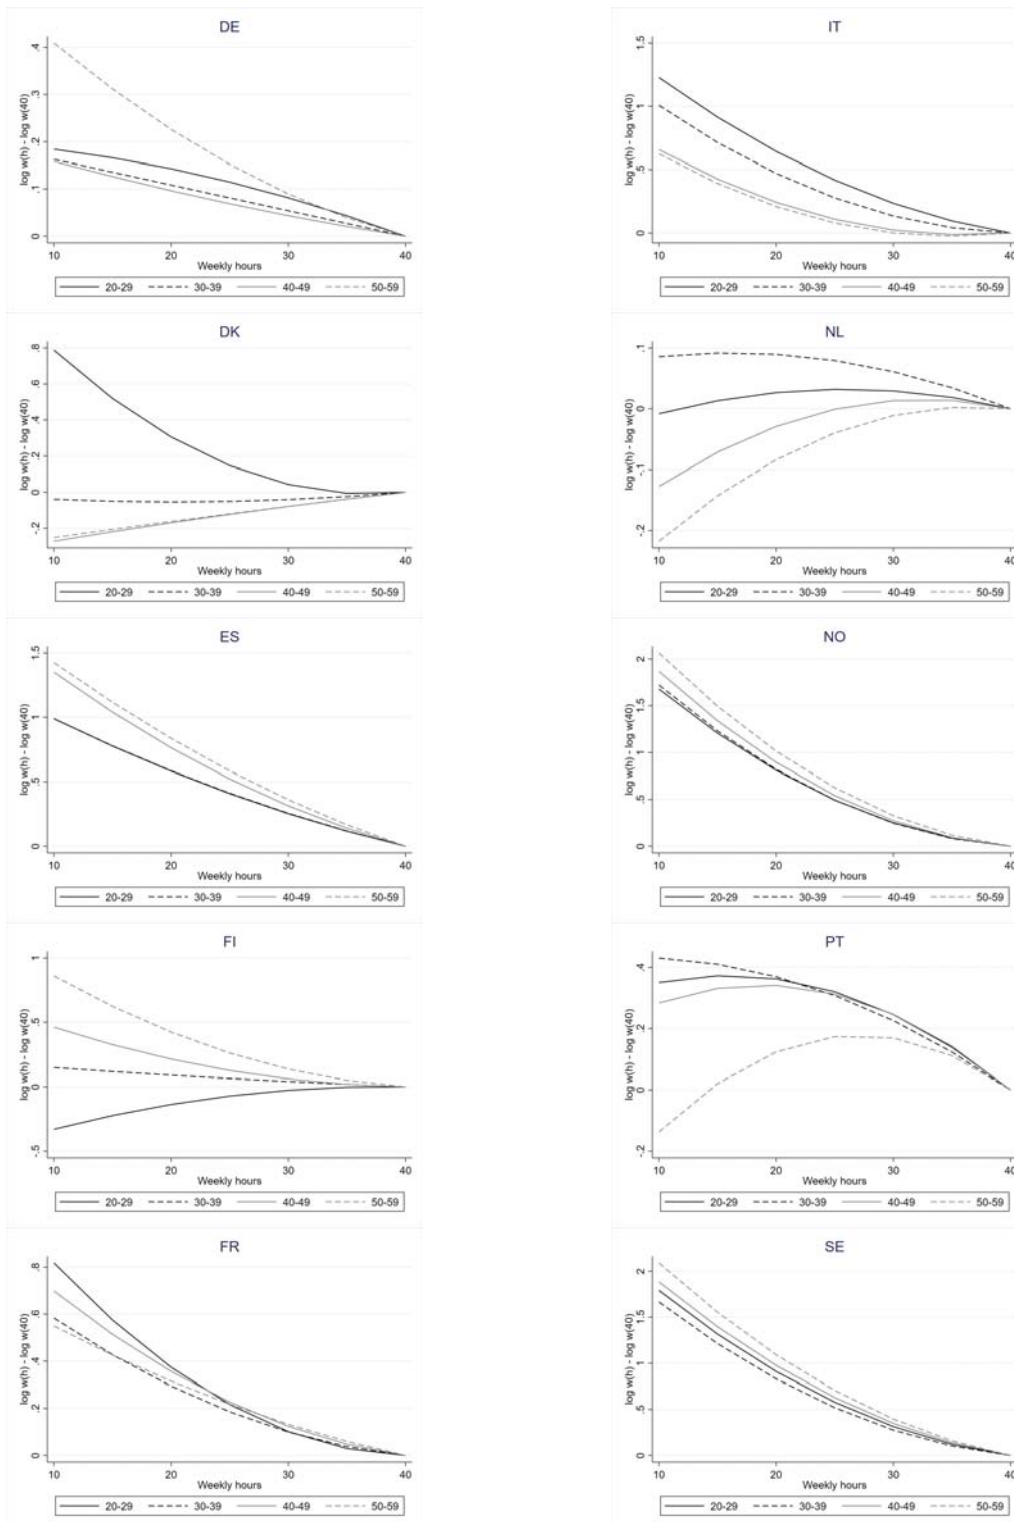 DE
log w(h) - log w(40)
.4
.3
.2
.1
0
10 20 30 40
Weekly hours
20-29 30-39 40-49 50-59
IT
log w(h) - log w(40)
1.5
1
.5
0
10 20 30 40
Weekly hours
20-29 30-39 40-49 50-59
DK
log w(h) - log w(40)
.8
.6
.4
.2
0
-.2
10 20 30 40
Weekly hours
20-29 30-39 40-49 50-59
NL
log w(h) - log w(40)
.1
0
-.1
-.2
10 20 30 40
Weekly hours
20-29 30-39 40-49 50-59
ES
log w(h) - log w(40)
1.5
1
.5
0
10 20 30 40
Weekly hours
20-29 30-39 40-49 50-59
NO
log w(h) - log w(40)
2
1.5
1
.5
0
10 20 30 40
Weekly hours
20-29 30-39 40-49 50-59
FI
log w(h) - log w(40)
1
.5
0
-.5
10 20 30 40
Weekly hours
20-29 30-39 40-49 50-59
PT
log w(h) - log w(40)
.4
.2
0
-.2
10 20 30 40
Weekly hours
20-29 30-39 40-49 50-59
FR
log w(h) - log w(40)
.8
.6
.4
.2
0
10 20 30 40
Weekly hours
20-29 30-39 40-49 50-59
SE
log w(h) - log w(40)
2
1.5
1
.5
0
10 20 30 40
Weekly hours
20-29 30-39 40-49 50-59